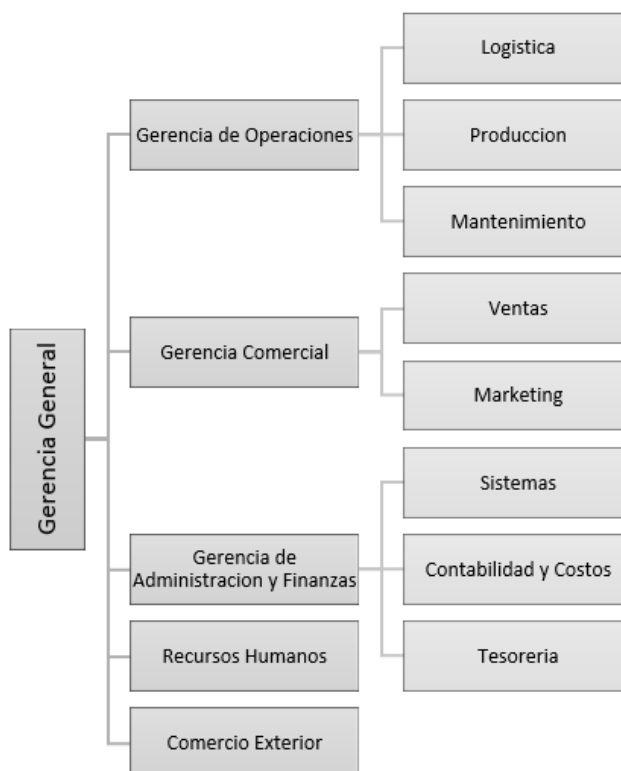 Gerencia General
Gerencia de Operaciones
Logistica
Produccion
Mantenimiento
Gerencia Comercial
Ventas
Marketing
Gerencia de
Administracion y Finanzas
Sistemas
Contabilidad y Costos
Tesoreria
Recursos Humanos
Comercio Exterior